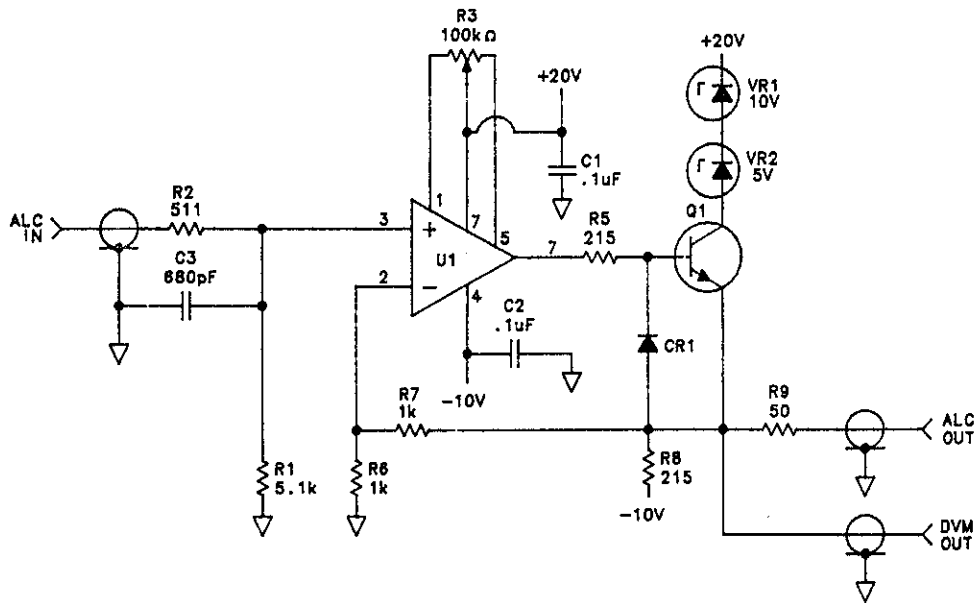 R3
100kΩ
+20V
+20V
VR1
10V
C1
.1uF
VR2
5V
R2
511
ALC
IN
1
3
+
7
5
R5
215
Q1
U1
7
C3
680pF
2
−
4
C2
.1uF
CR1
-10V
R7
1k
R9
50
ALC
OUT
R1
5.1k
R6
1k
R8
215
-10V
DVM
OUT